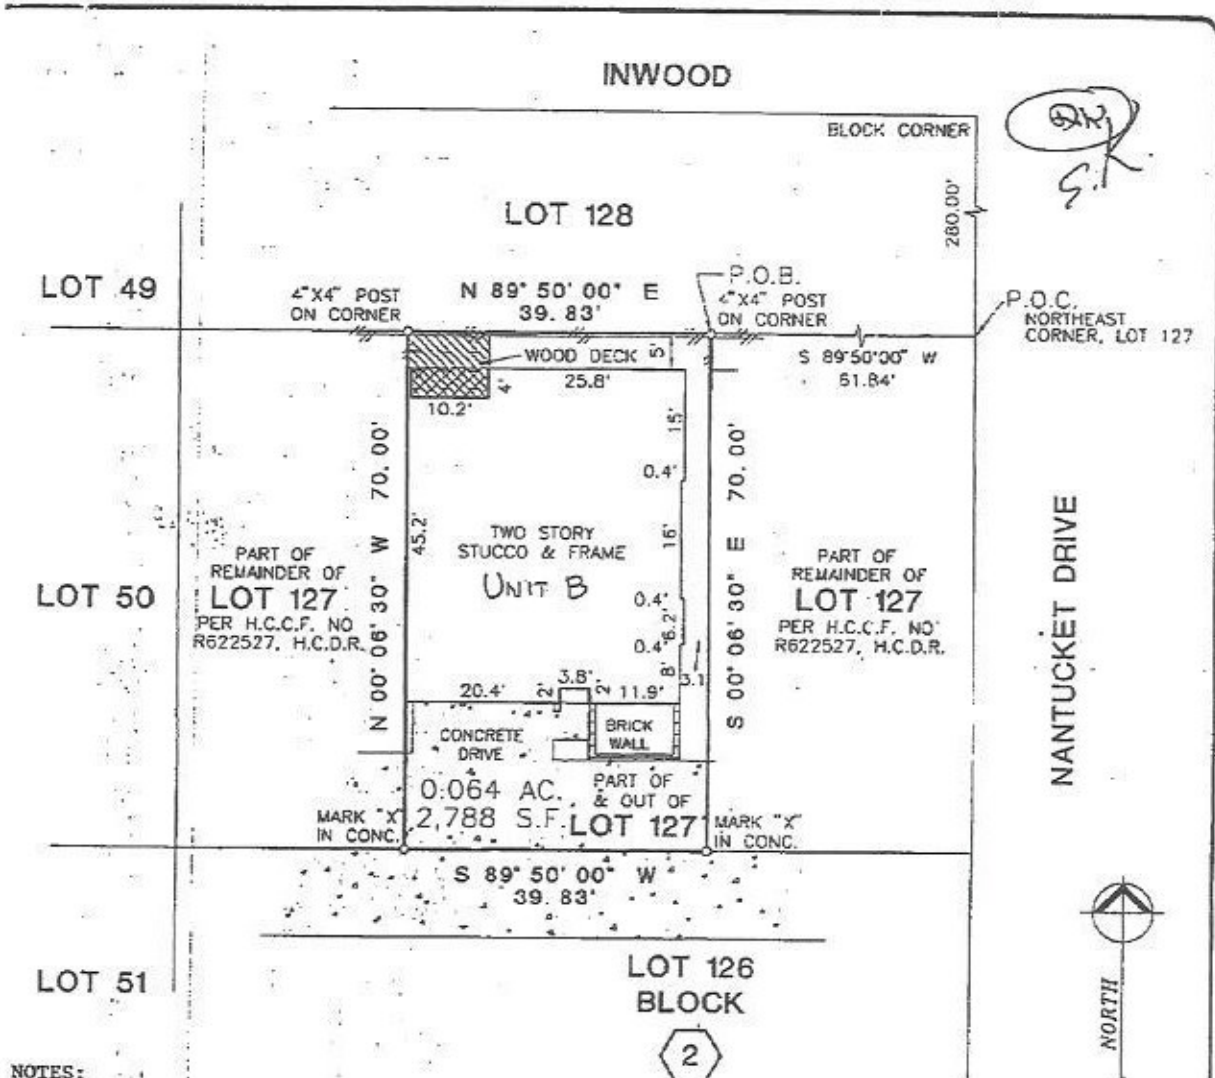 INWOOD
BLOCK CORNER
280.00'
LOT 128
LOT 49
4"X4" POST
ON CORNER
N 89° 50' 00" E
39. 83'
P.O.B.
4"X4" POST
ON CORNER
P.O.C.
NORTHEAST
CORNER, LOT 127
S 89°50'00" W
61.84'
WOOD DECK
5'
25.8'
4'
10.2'
15'
0.4'
N 00° 06' 30" W 70. 00'
45.2'
TWO STORY
STUCCO & FRAME
UNIT B
16'
0.4'
6.2'
0.4'
8'
3.1
S 00° 06' 30" E 70. 00'
LOT 50
PART OF
REMAINDER OF
LOT 127
PER H.C.C.F. NO
R622527, H.C.D.R.
PART OF
REMAINDER OF
LOT 127
PER H.C.C.F. NO
R622527, H.C.D.R.
NANTUCKET DRIVE
20.4'
2'
3.8'
2'
11.9'
CONCRETE
DRIVE
BRICK
WALL
0.064 AC.
2,788 S.F.
PART OF
& OUT OF
LOT 127
MARK "X"
IN CONC.
MARK "X"
IN CONC.
S 89° 50' 00" W
39. 83'
LOT 51
LOT 126
BLOCK
2
NORTH
NOTES: